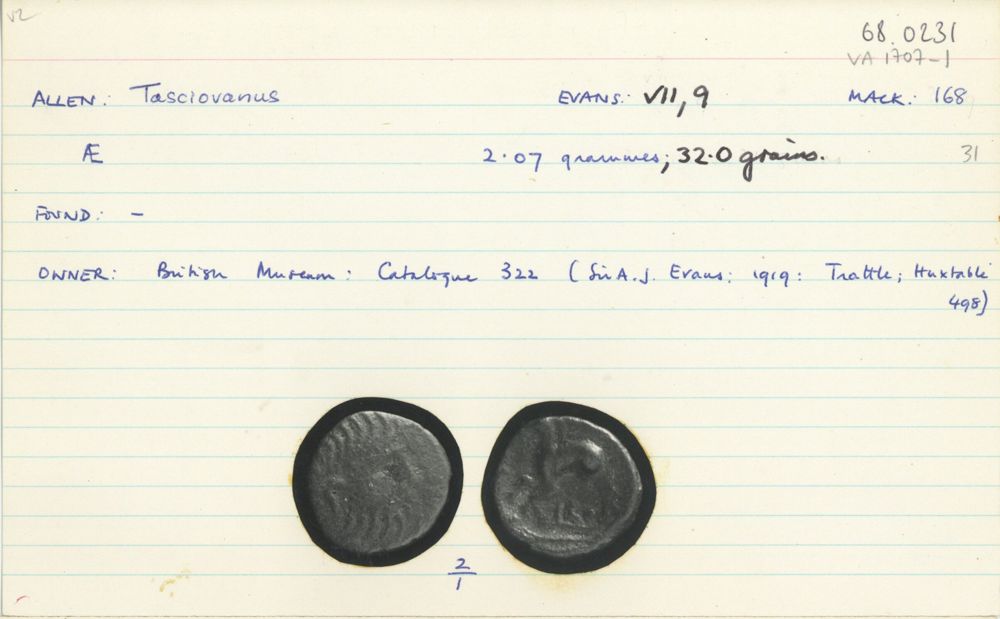 V2
68.0231
VA 1707-1
ALLEN: Tasciovanus EVANS: VII, 9 MACK: 168
Æ 2.07 grammes; 32.0 grains. 31
FOUND: -
OWNER: British Museum: Catalogue 322 (Sir A. J. Evans: 1919: Trattle; Huxtable
498)
2
1